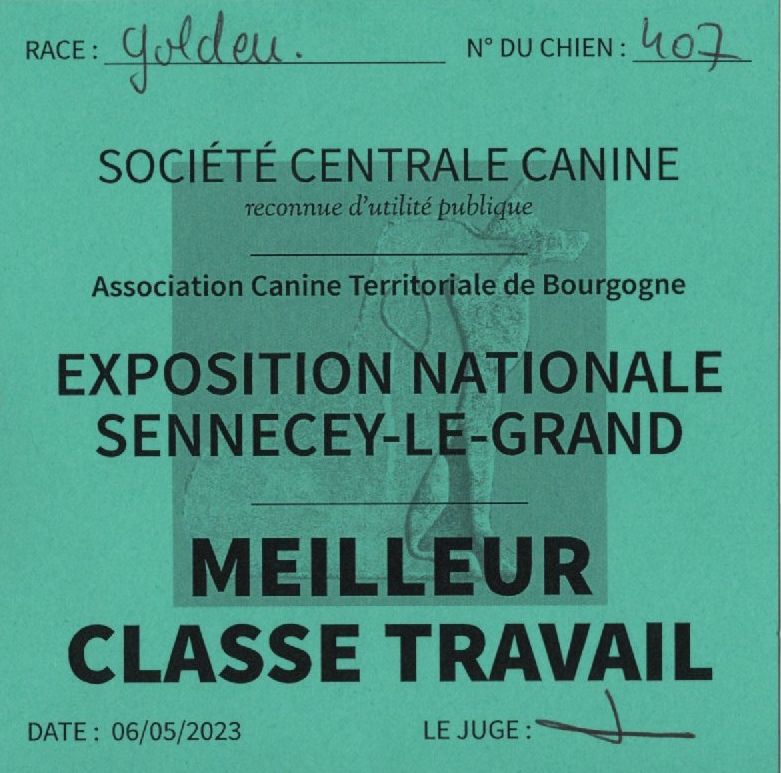 RACE : golden.
N° DU CHIEN : 407
SOCIÉTÉ CENTRALE CANINE
reconnue d'utilité publique
Association Canine Territoriale de Bourgogne
EXPOSITION NATIONALE
SENNECEY-LE-GRAND
MEILLEUR
CLASSE TRAVAIL
DATE : 06/05/2023
LE JUGE :